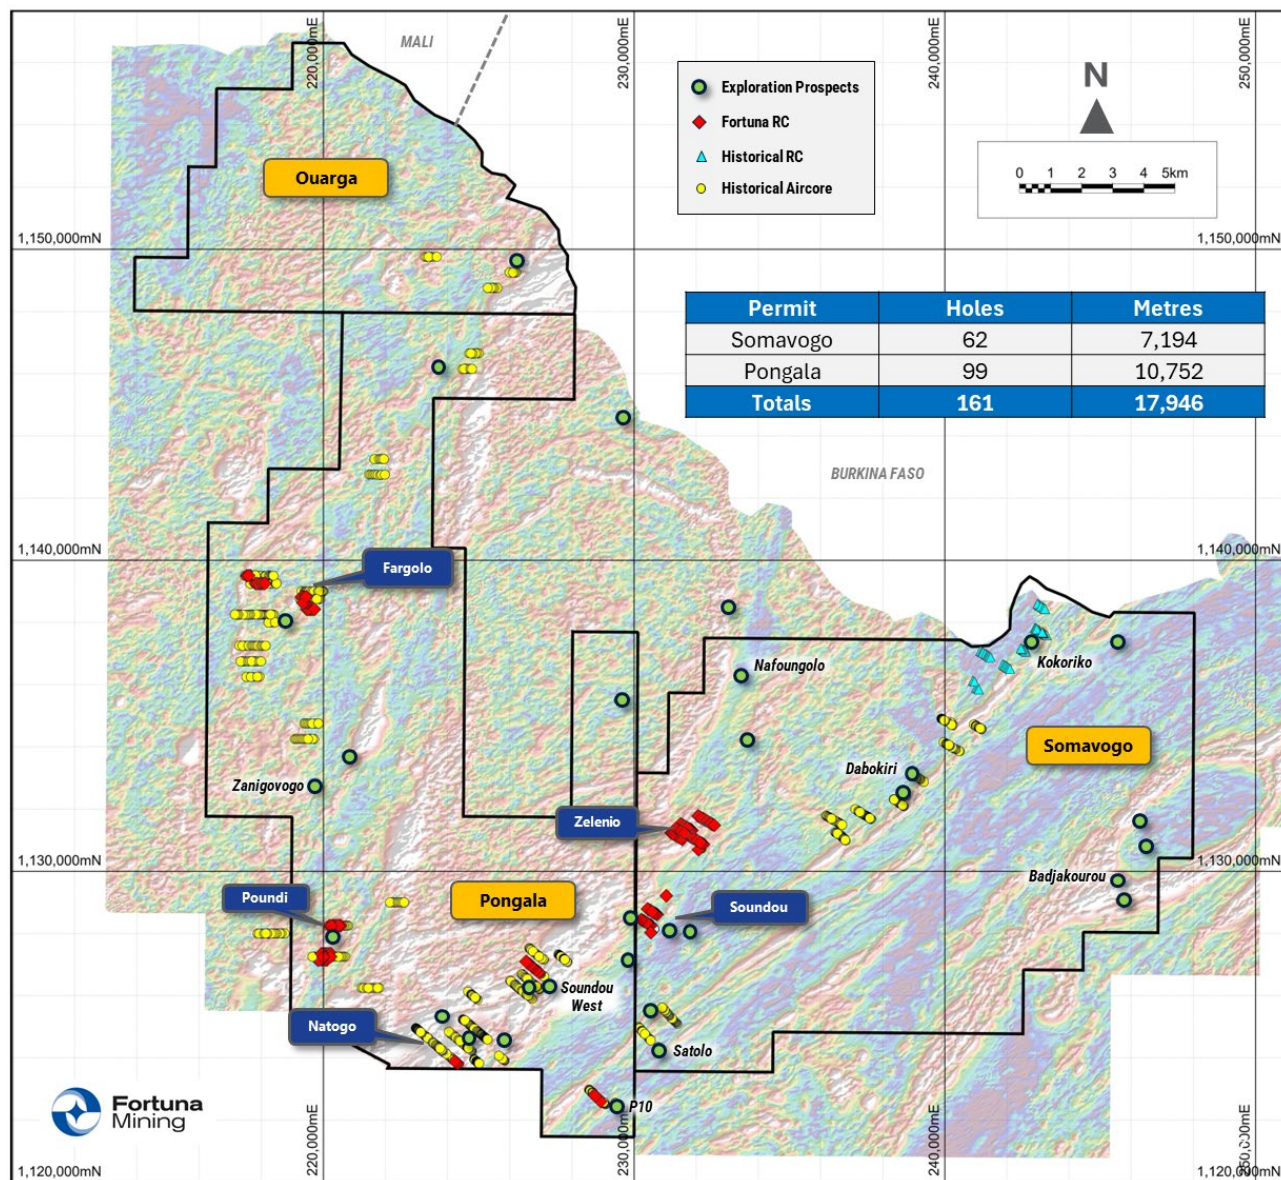 MALI
220,000mE
230,000mE
240,000mE
250,000mE
N
Exploration Prospects
Fortuna RC
Historical RC
Historical Aircore
0 1 2 3 4 5km
Ouarga
1,150,000mN
1,150,000mN
Permit Holes Metres
Somavogo 62 7,194
Pongala 99 10,752
Totals 161 17,946
BURKINA FASO
1,140,000mN
1,140,000mN
Fargolo
Nafoungolo
Kokoriko
Somavogo
Dabokiri
Zanigovogo
Zelenio
1,130,000mN
1,130,000mN
Badjakourou
Poundi
Pongala
Soundou
Soundou
West
Natogo
Satolo
P10
Fortuna
Mining
220,000mE
230,000mE
240,000mE
250,000mE
1,120,000mN
1,120,000mN